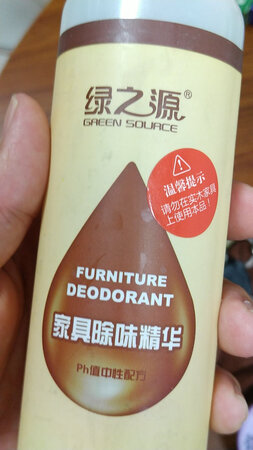 绿之源®
GREEN SOURCE
温馨提示
请勿在实木家具
上使用本品！
FURNITURE
DEODORANT
家具除味精华
Ph值中性配方